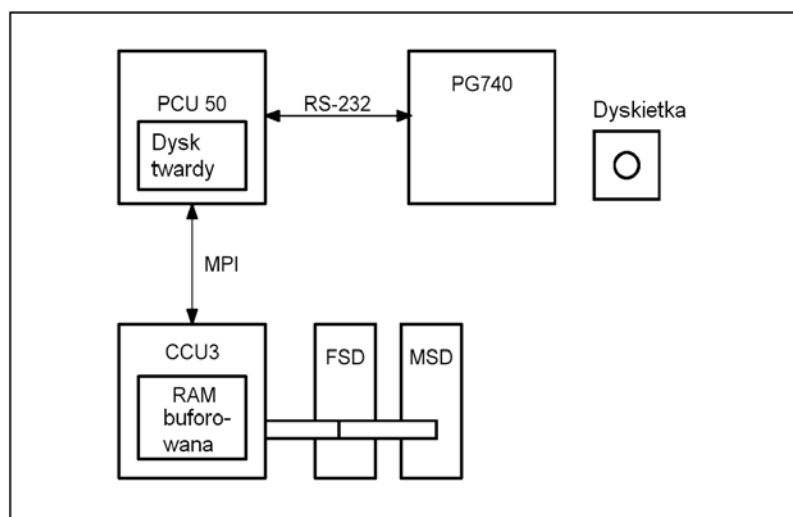 PCU 50
Dysk
twardy
RS-232
PG740
Dyskietka
MPI
CCU3
RAM
buforo-
wana
FSD
MSD